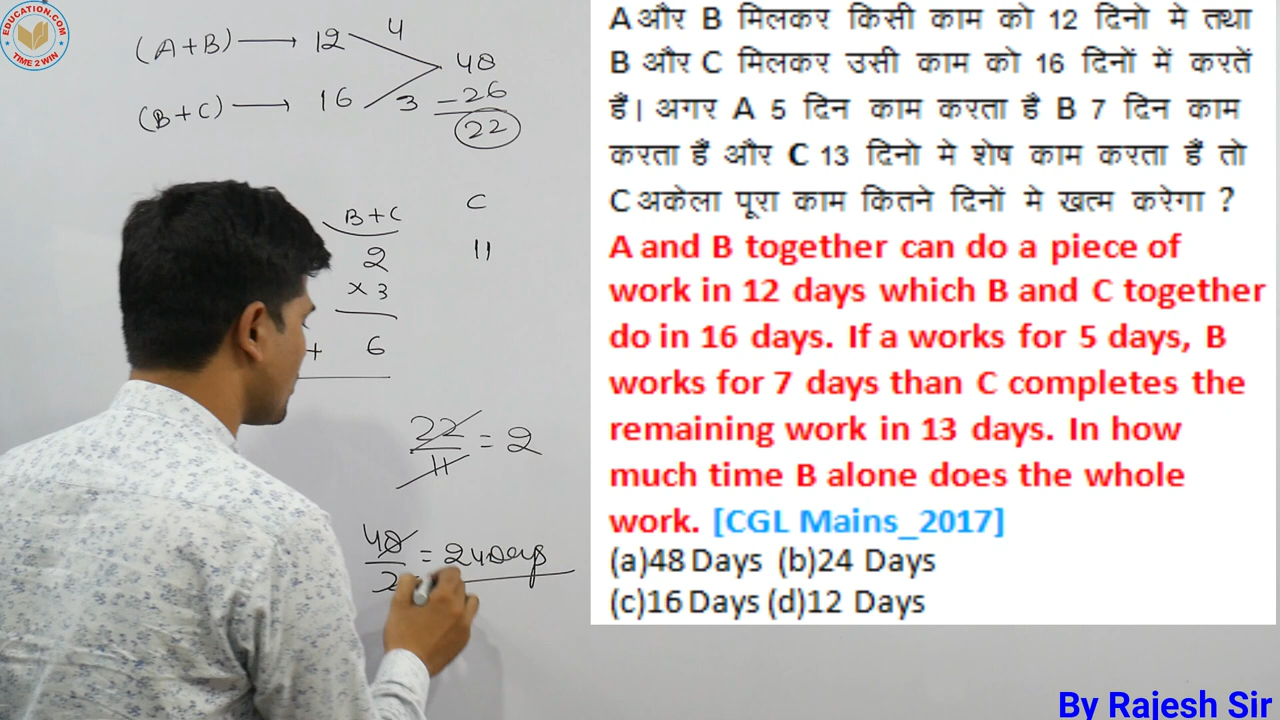 EDUCATION.COM
TIME 2 WIN
(A+B) → 12 4
48
(B+C) → 16 3 -26
22
B+C C
2 11
×3
+ 6
22/11 = 2
48/2 = 24 Days
A और B मिलकर किसी काम को 12 दिनो मे तथा
B और C मिलकर उसी काम को 16 दिनों में करतें
हैं। अगर A 5 दिन काम करता है B 7 दिन काम
करता हैं और C 13 दिनो मे शेष काम करता हैं तो
C अकेला पूरा काम कितने दिनों मे खत्म करेगा ?
A and B together can do a piece of
work in 12 days which B and C together
do in 16 days. If a works for 5 days, B
works for 7 days than C completes the
remaining work in 13 days. In how
much time B alone does the whole
work. [CGL Mains_2017]
(a)48 Days (b)24 Days
(c)16 Days (d)12 Days
By Rajesh Sir